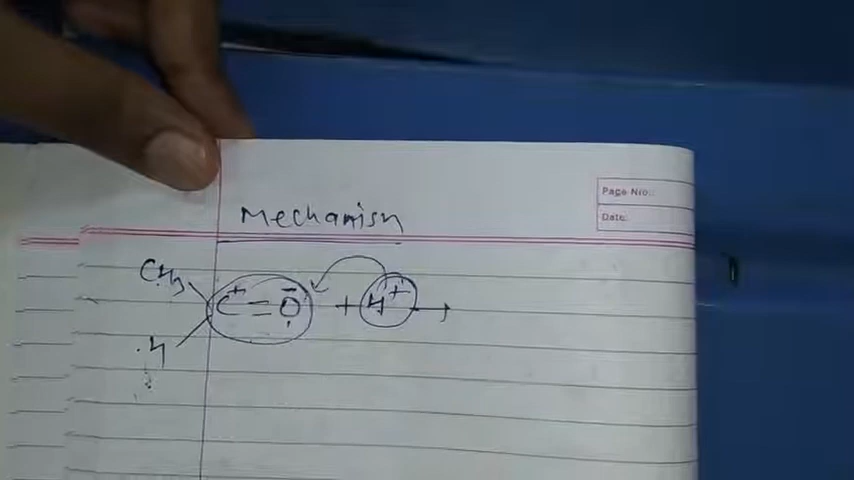 Page No.:
Date:
Mechanism
CH3
C+ = O- + H+ →
H